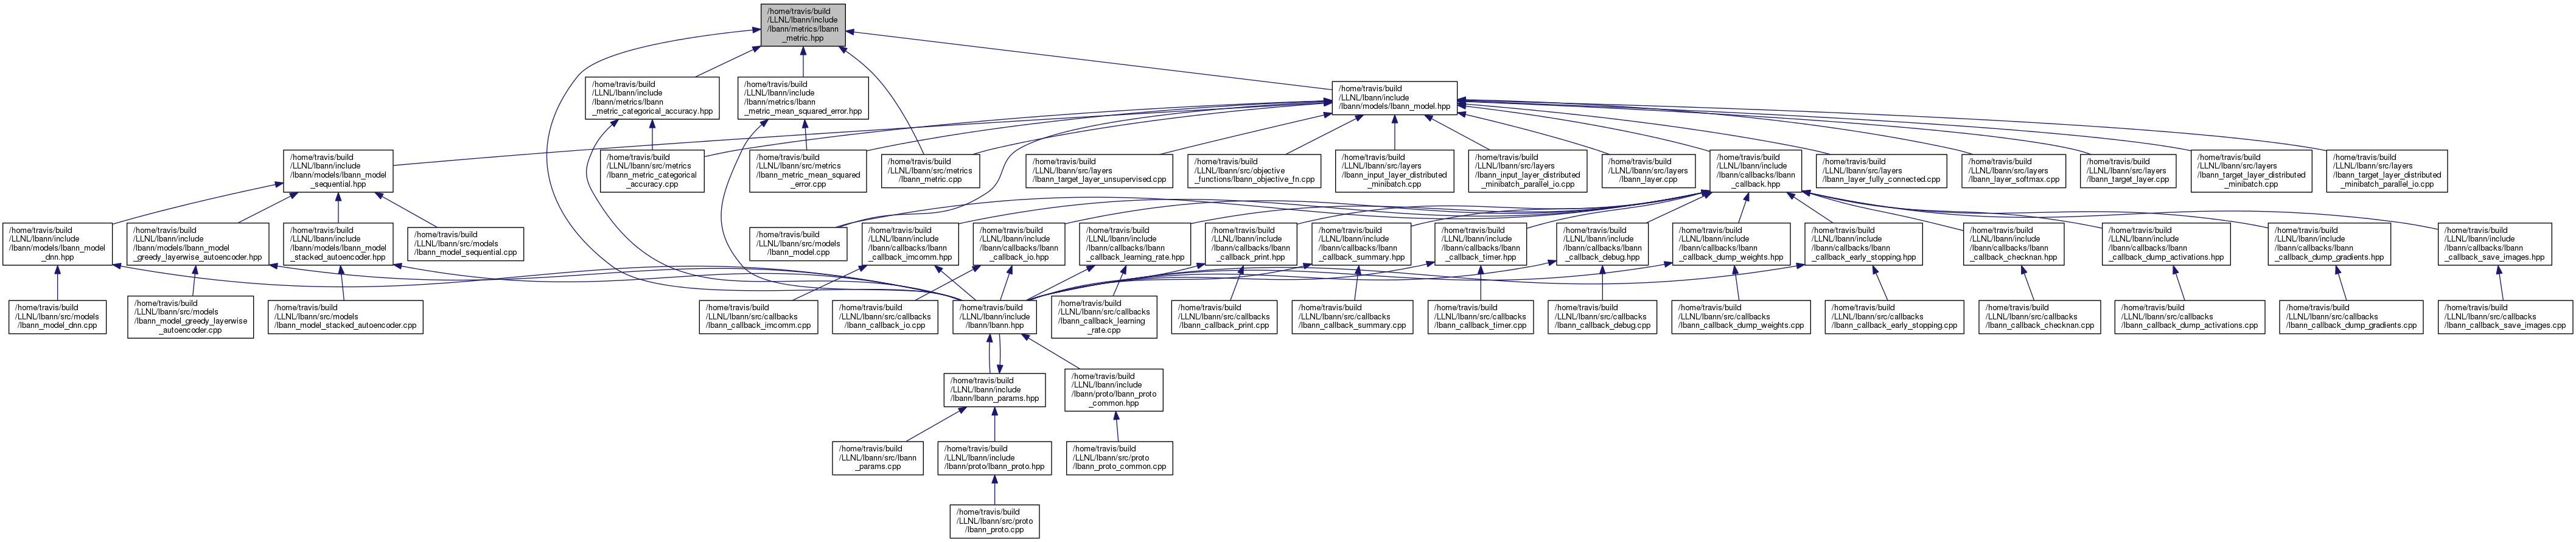 /home/travis/build
/LLNL/lbann/include
/lbann/metrics/lbann
_metric.hpp
/home/travis/build
/LLNL/lbann/include
/lbann/metrics/lbann
_metric_categorical_accuracy.hpp
/home/travis/build
/LLNL/lbann/include
/lbann/metrics/lbann
_metric_mean_squared_error.hpp
/home/travis/build
/LLNL/lbann/include
/lbann/models/lbann_model.hpp
/home/travis/build
/LLNL/lbann/include
/lbann/models/lbann_model
_sequential.hpp
/home/travis/build
/LLNL/lbann/src/metrics
/lbann_metric_categorical
_accuracy.cpp
/home/travis/build
/LLNL/lbann/src/metrics
/lbann_metric_mean_squared
_error.cpp
/home/travis/build
/LLNL/lbann/src/metrics
/lbann_metric.cpp
/home/travis/build
/LLNL/lbann/src/layers
/lbann_target_layer_unsupervised.cpp
/home/travis/build
/LLNL/lbann/src/objective
_functions/lbann_objective_fn.cpp
/home/travis/build
/LLNL/lbann/src/layers
/lbann_input_layer_distributed
_minibatch.cpp
/home/travis/build
/LLNL/lbann/src/layers
/lbann_input_layer_distributed
_minibatch_parallel_io.cpp
/home/travis/build
/LLNL/lbann/src/layers
/lbann_layer.cpp
/home/travis/build
/LLNL/lbann/include
/lbann/callbacks/lbann
_callback.hpp
/home/travis/build
/LLNL/lbann/src/layers
/lbann_layer_fully_connected.cpp
/home/travis/build
/LLNL/lbann/src/layers
/lbann_layer_softmax.cpp
/home/travis/build
/LLNL/lbann/src/layers
/lbann_target_layer.cpp
/home/travis/build
/LLNL/lbann/src/layers
/lbann_target_layer_distributed
_minibatch.cpp
/home/travis/build
/LLNL/lbann/src/layers
/lbann_target_layer_distributed
_minibatch_parallel_io.cpp
/home/travis/build
/LLNL/lbann/include
/lbann/models/lbann_model
_dnn.hpp
/home/travis/build
/LLNL/lbann/include
/lbann/models/lbann_model
_greedy_layerwise_autoencoder.hpp
/home/travis/build
/LLNL/lbann/include
/lbann/models/lbann_model
_stacked_autoencoder.hpp
/home/travis/build
/LLNL/lbann/src/models
/lbann_model_sequential.cpp
/home/travis/build
/LLNL/lbann/src/models
/lbann_model.cpp
/home/travis/build
/LLNL/lbann/include
/lbann/callbacks/lbann
_callback_imcomm.hpp
/home/travis/build
/LLNL/lbann/include
/lbann/callbacks/lbann
_callback_io.hpp
/home/travis/build
/LLNL/lbann/include
/lbann/callbacks/lbann
_callback_learning_rate.hpp
/home/travis/build
/LLNL/lbann/include
/lbann/callbacks/lbann
_callback_print.hpp
/home/travis/build
/LLNL/lbann/include
/lbann/callbacks/lbann
_callback_summary.hpp
/home/travis/build
/LLNL/lbann/include
/lbann/callbacks/lbann
_callback_timer.hpp
/home/travis/build
/LLNL/lbann/include
/lbann/callbacks/lbann
_callback_debug.hpp
/home/travis/build
/LLNL/lbann/include
/lbann/callbacks/lbann
_callback_dump_weights.hpp
/home/travis/build
/LLNL/lbann/include
/lbann/callbacks/lbann
_callback_early_stopping.hpp
/home/travis/build
/LLNL/lbann/include
/lbann/callbacks/lbann
_callback_checknan.hpp
/home/travis/build
/LLNL/lbann/include
/lbann/callbacks/lbann
_callback_dump_activations.hpp
/home/travis/build
/LLNL/lbann/include
/lbann/callbacks/lbann
_callback_dump_gradients.hpp
/home/travis/build
/LLNL/lbann/include
/lbann/callbacks/lbann
_callback_save_images.hpp
/home/travis/build
/LLNL/lbann/src/models
/lbann_model_dnn.cpp
/home/travis/build
/LLNL/lbann/src/models
/lbann_model_greedy_layerwise
_autoencoder.cpp
/home/travis/build
/LLNL/lbann/src/models
/lbann_model_stacked_autoencoder.cpp
/home/travis/build
/LLNL/lbann/src/callbacks
/lbann_callback_imcomm.cpp
/home/travis/build
/LLNL/lbann/src/callbacks
/lbann_callback_io.cpp
/home/travis/build
/LLNL/lbann/include
/lbann/lbann.hpp
/home/travis/build
/LLNL/lbann/src/callbacks
/lbann_callback_learning
_rate.cpp
/home/travis/build
/LLNL/lbann/src/callbacks
/lbann_callback_print.cpp
/home/travis/build
/LLNL/lbann/src/callbacks
/lbann_callback_summary.cpp
/home/travis/build
/LLNL/lbann/src/callbacks
/lbann_callback_timer.cpp
/home/travis/build
/LLNL/lbann/src/callbacks
/lbann_callback_debug.cpp
/home/travis/build
/LLNL/lbann/src/callbacks
/lbann_callback_dump_weights.cpp
/home/travis/build
/LLNL/lbann/src/callbacks
/lbann_callback_early_stopping.cpp
/home/travis/build
/LLNL/lbann/src/callbacks
/lbann_callback_checknan.cpp
/home/travis/build
/LLNL/lbann/src/callbacks
/lbann_callback_dump_activations.cpp
/home/travis/build
/LLNL/lbann/src/callbacks
/lbann_callback_dump_gradients.cpp
/home/travis/build
/LLNL/lbann/src/callbacks
/lbann_callback_save_images.cpp
/home/travis/build
/LLNL/lbann/include
/lbann/lbann_params.hpp
/home/travis/build
/LLNL/lbann/include
/lbann/proto/lbann_proto
_common.hpp
/home/travis/build
/LLNL/lbann/src/lbann
_params.cpp
/home/travis/build
/LLNL/lbann/include
/lbann/proto/lbann_proto.hpp
/home/travis/build
/LLNL/lbann/src/proto
/lbann_proto_common.cpp
/home/travis/build
/LLNL/lbann/src/proto
/lbann_proto.cpp